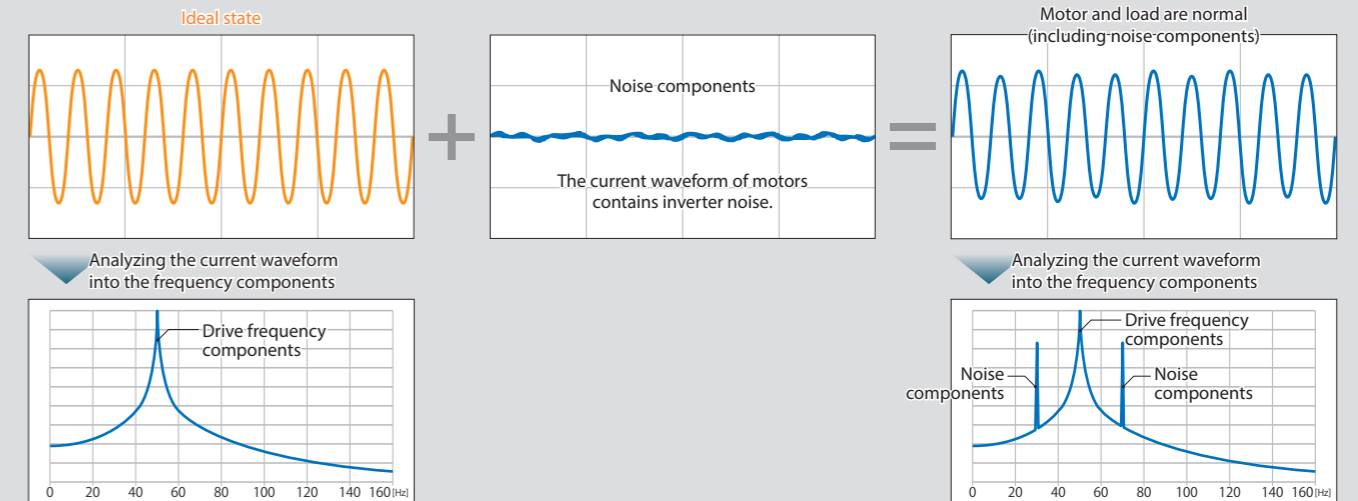 Ideal state
Noise components
The current waveform of motors
contains inverter noise.
Motor and load are normal
(including noise components)
Analyzing the current waveform
into the frequency components
Drive frequency
components
0 20 40 60 80 100 120 140 160 [Hz]
Analyzing the current waveform
into the frequency components
Drive frequency
components
Noise
components
Noise
components
0 20 40 60 80 100 120 140 160 [Hz]